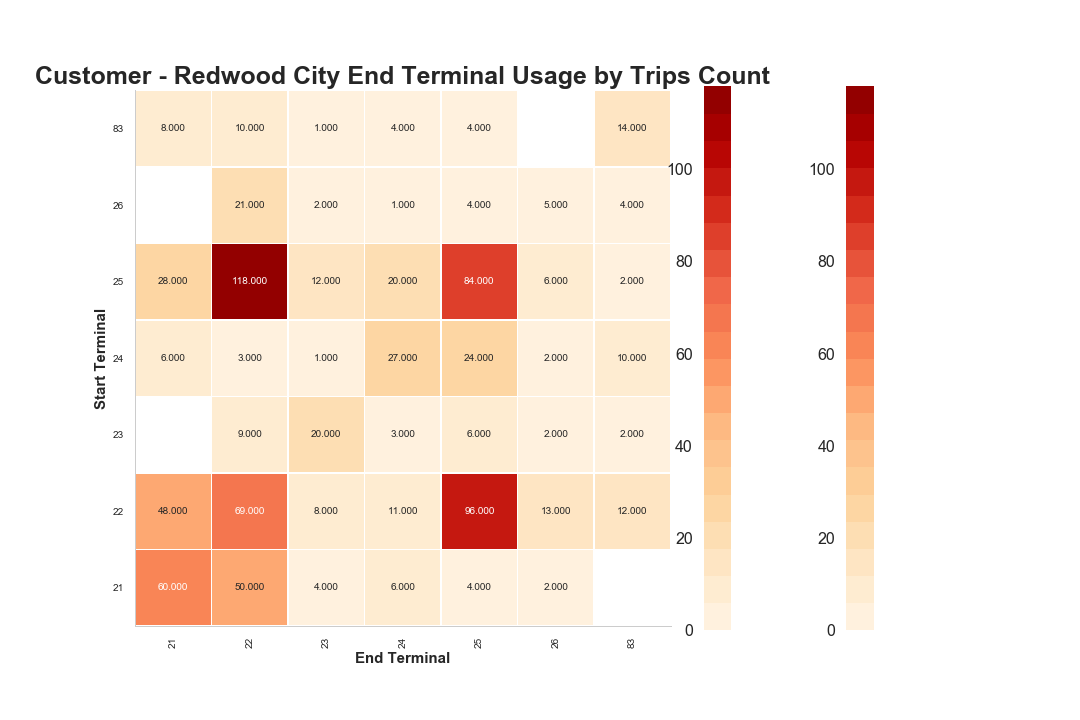 Customer - Redwood City End Terminal Usage by Trips Count
83 8.000 10.000 1.000 4.000 4.000 14.000
26 21.000 2.000 1.000 4.000 5.000 4.000
25 28.000 118.000 12.000 20.000 84.000 6.000 2.000
24 6.000 3.000 1.000 27.000 24.000 2.000 10.000
23 9.000 20.000 3.000 6.000 2.000 2.000
22 48.000 69.000 8.000 11.000 96.000 13.000 12.000
21 60.000 50.000 4.000 6.000 4.000 2.000
Start Terminal
21 22 23 24 25 26 83
End Terminal
100
80
60
40
20
0
100
80
60
40
20
0